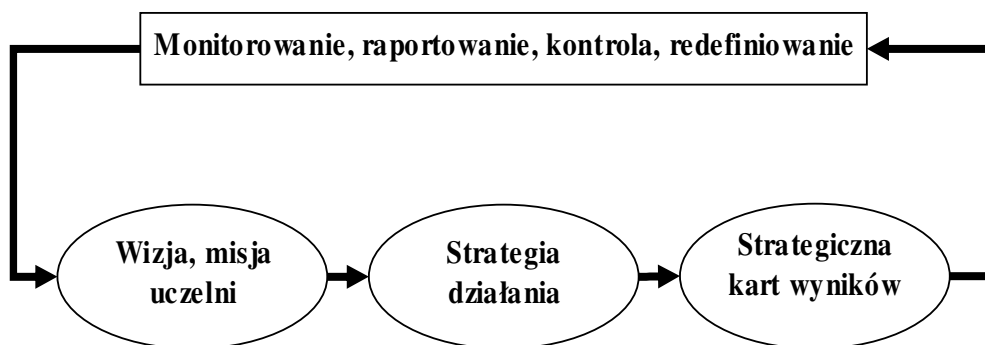 Monitorowanie, raportowanie, kontrola, redefiniowanie
Wizja, misja
uczelni
Strategia
działania
Strategiczna
kart wyników